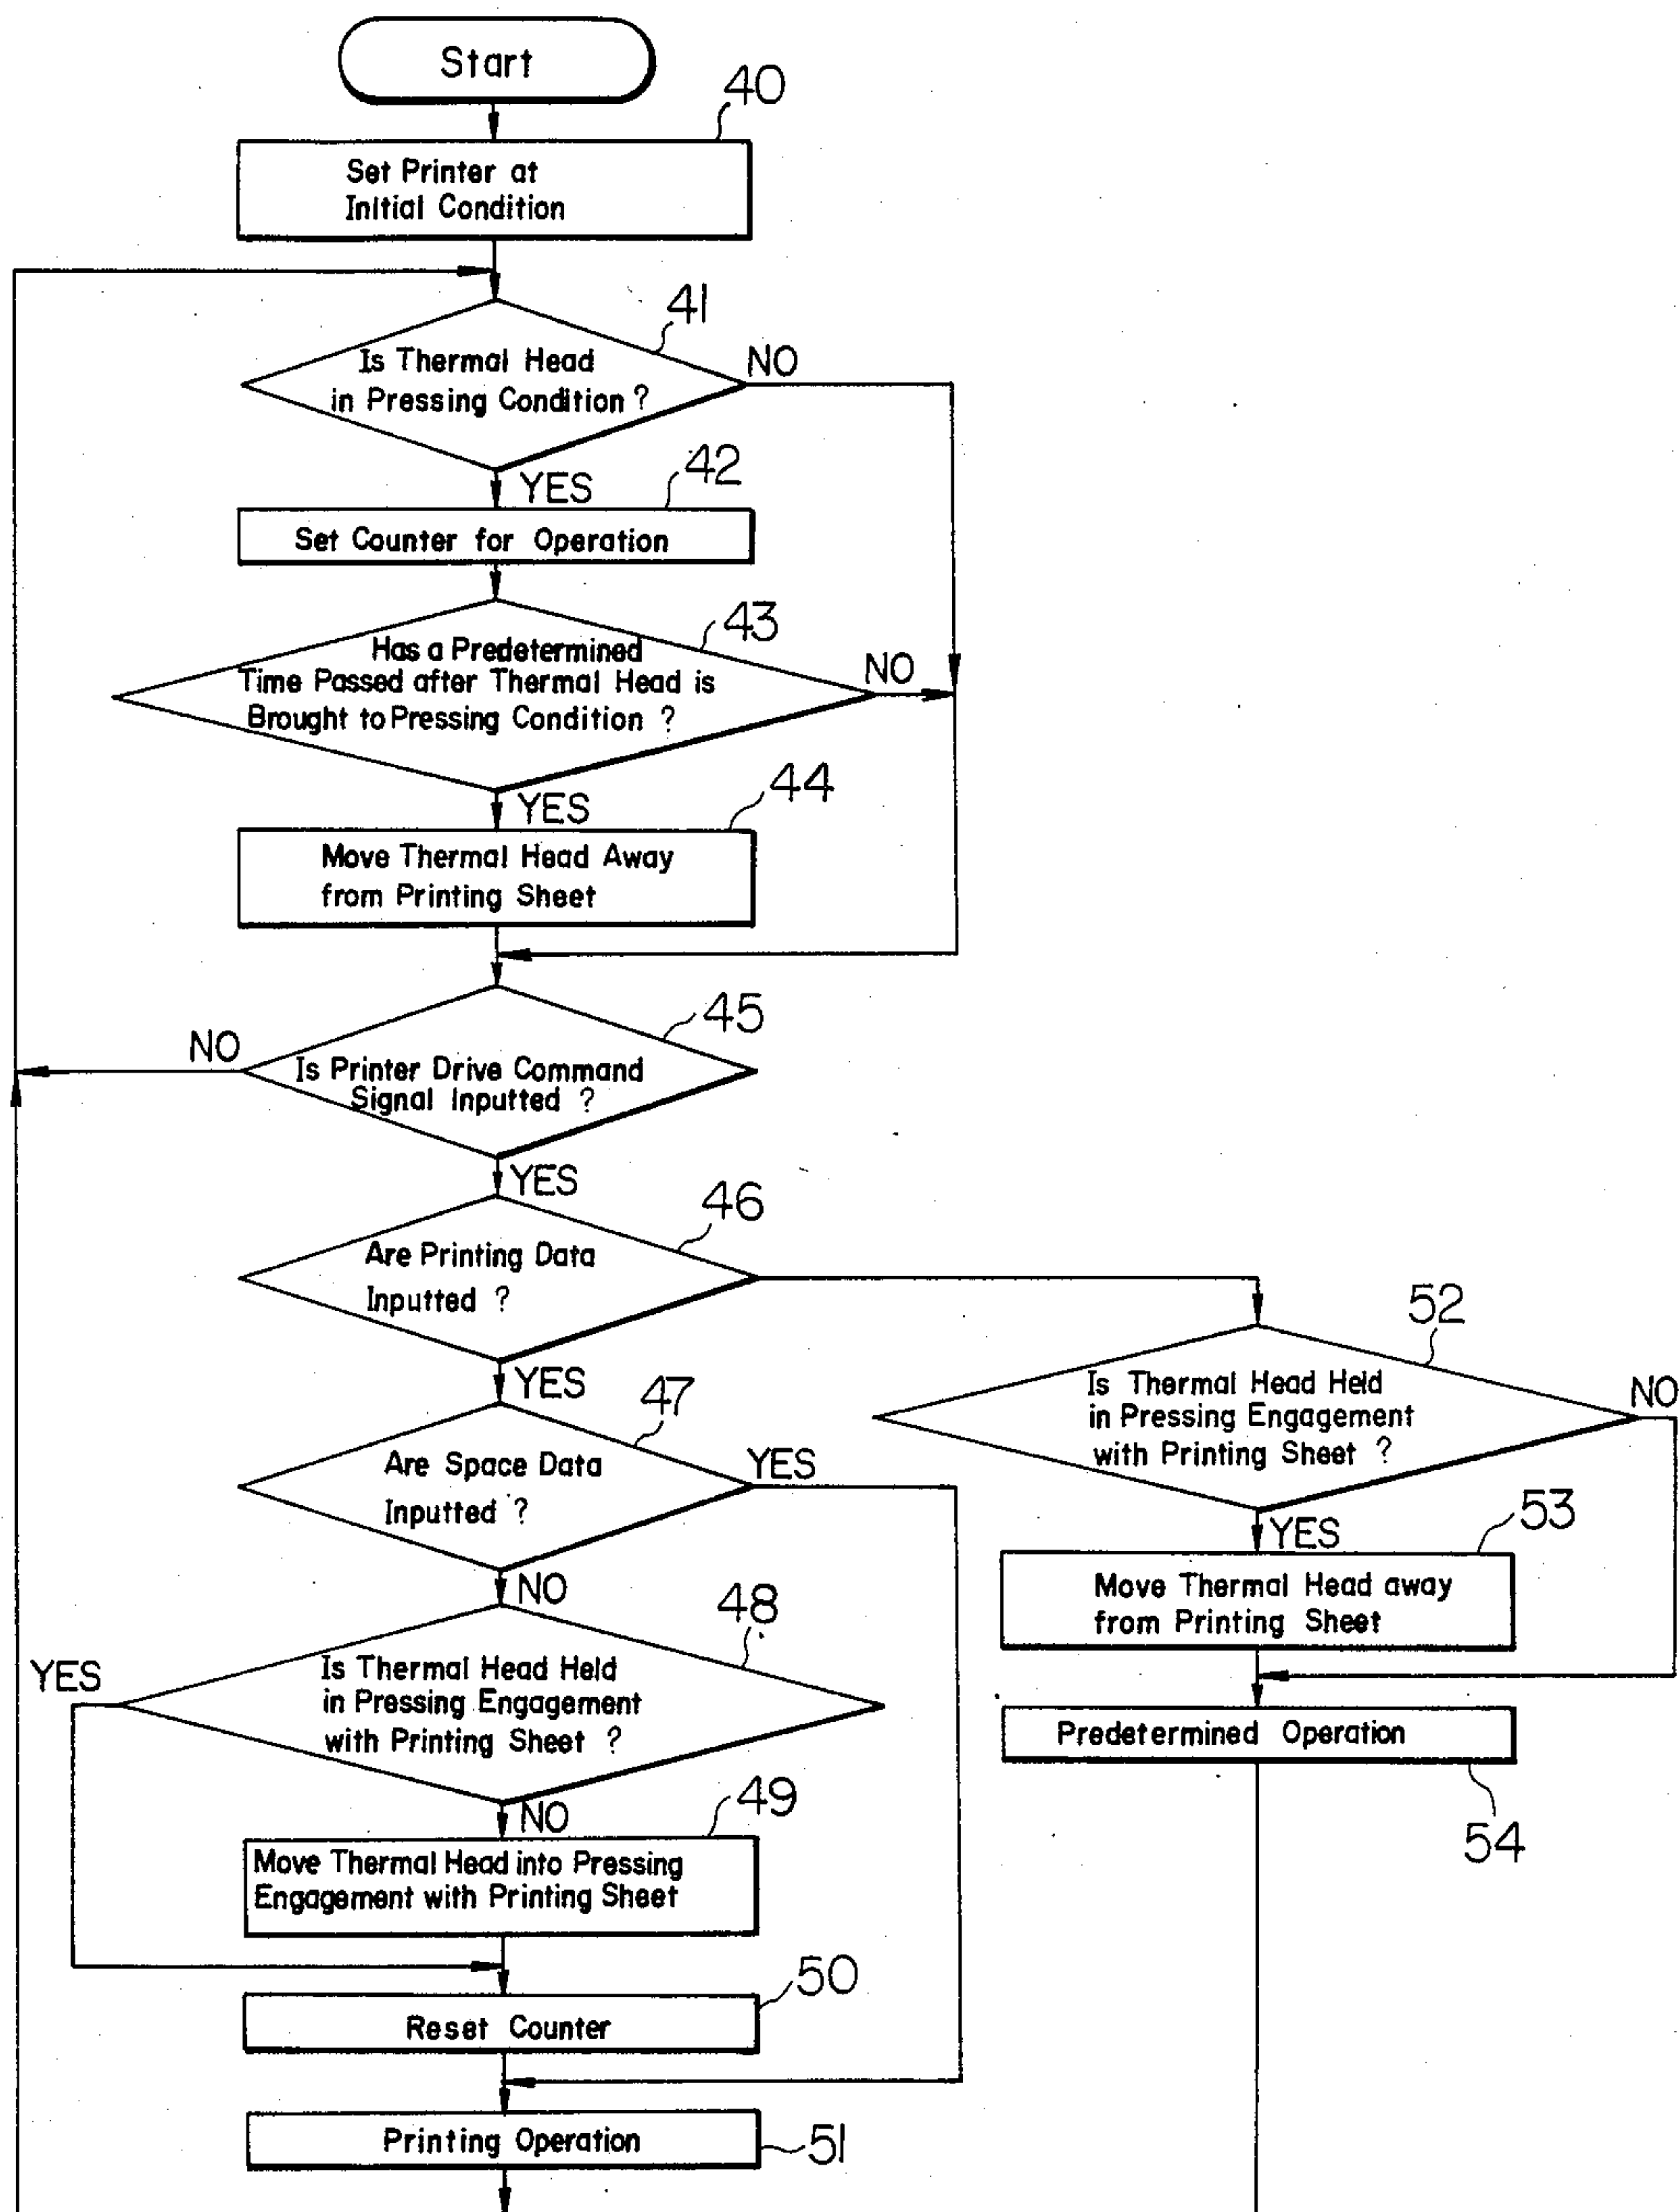 Start
40
Set Printer at
Initial Condition
41
Is Thermal Head
in Pressing Condition ?
NO
YES
42
Set Counter for Operation
43
Has a Predetermined
Time Passed after Thermal Head is
Brought to Pressing Condition ?
NO
YES
44
Move Thermal Head Away
from Printing Sheet
45
NO
Is Printer Drive Command
Signal Inputted ?
YES
46
Are Printing Data
Inputted ?
YES
47
Are Space Data
Inputted ?
YES
NO
48
YES
Is Thermal Head Held
in Pressing Engagement
with Printing Sheet ?
NO
49
Move Thermal Head into Pressing
Engagement with Printing Sheet
50
Reset Counter
Printing Operation
51
52
Is Thermal Head Held
in Pressing Engagement
with Printing Sheet ?
NO
YES
53
Move Thermal Head away
from Printing Sheet
Predetermined Operation
54